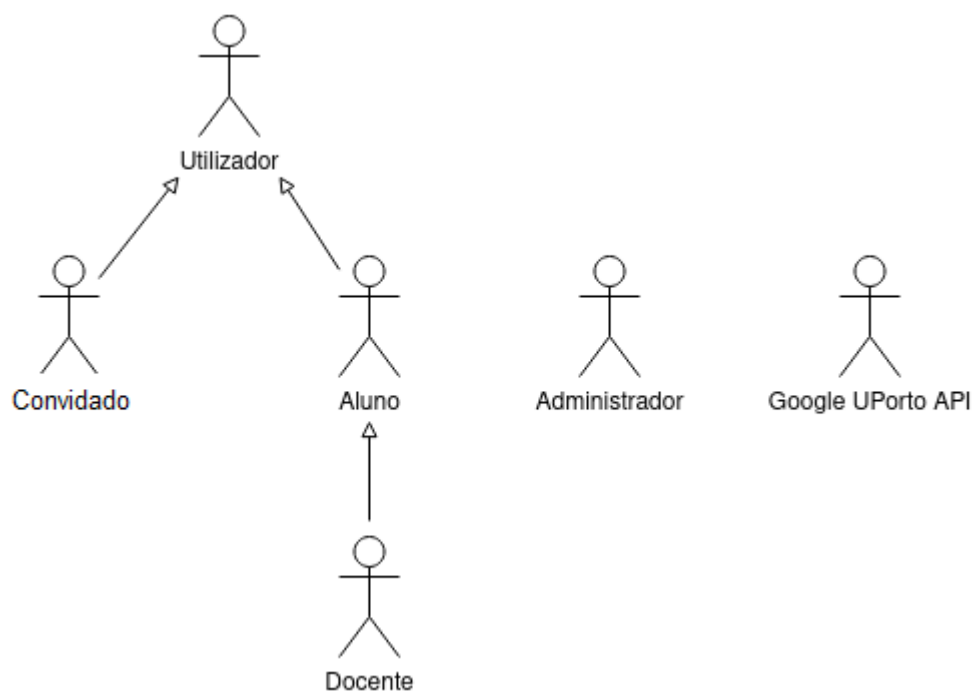 Utilizador
Convidado
Aluno
Administrador
Google UPorto API
Docente